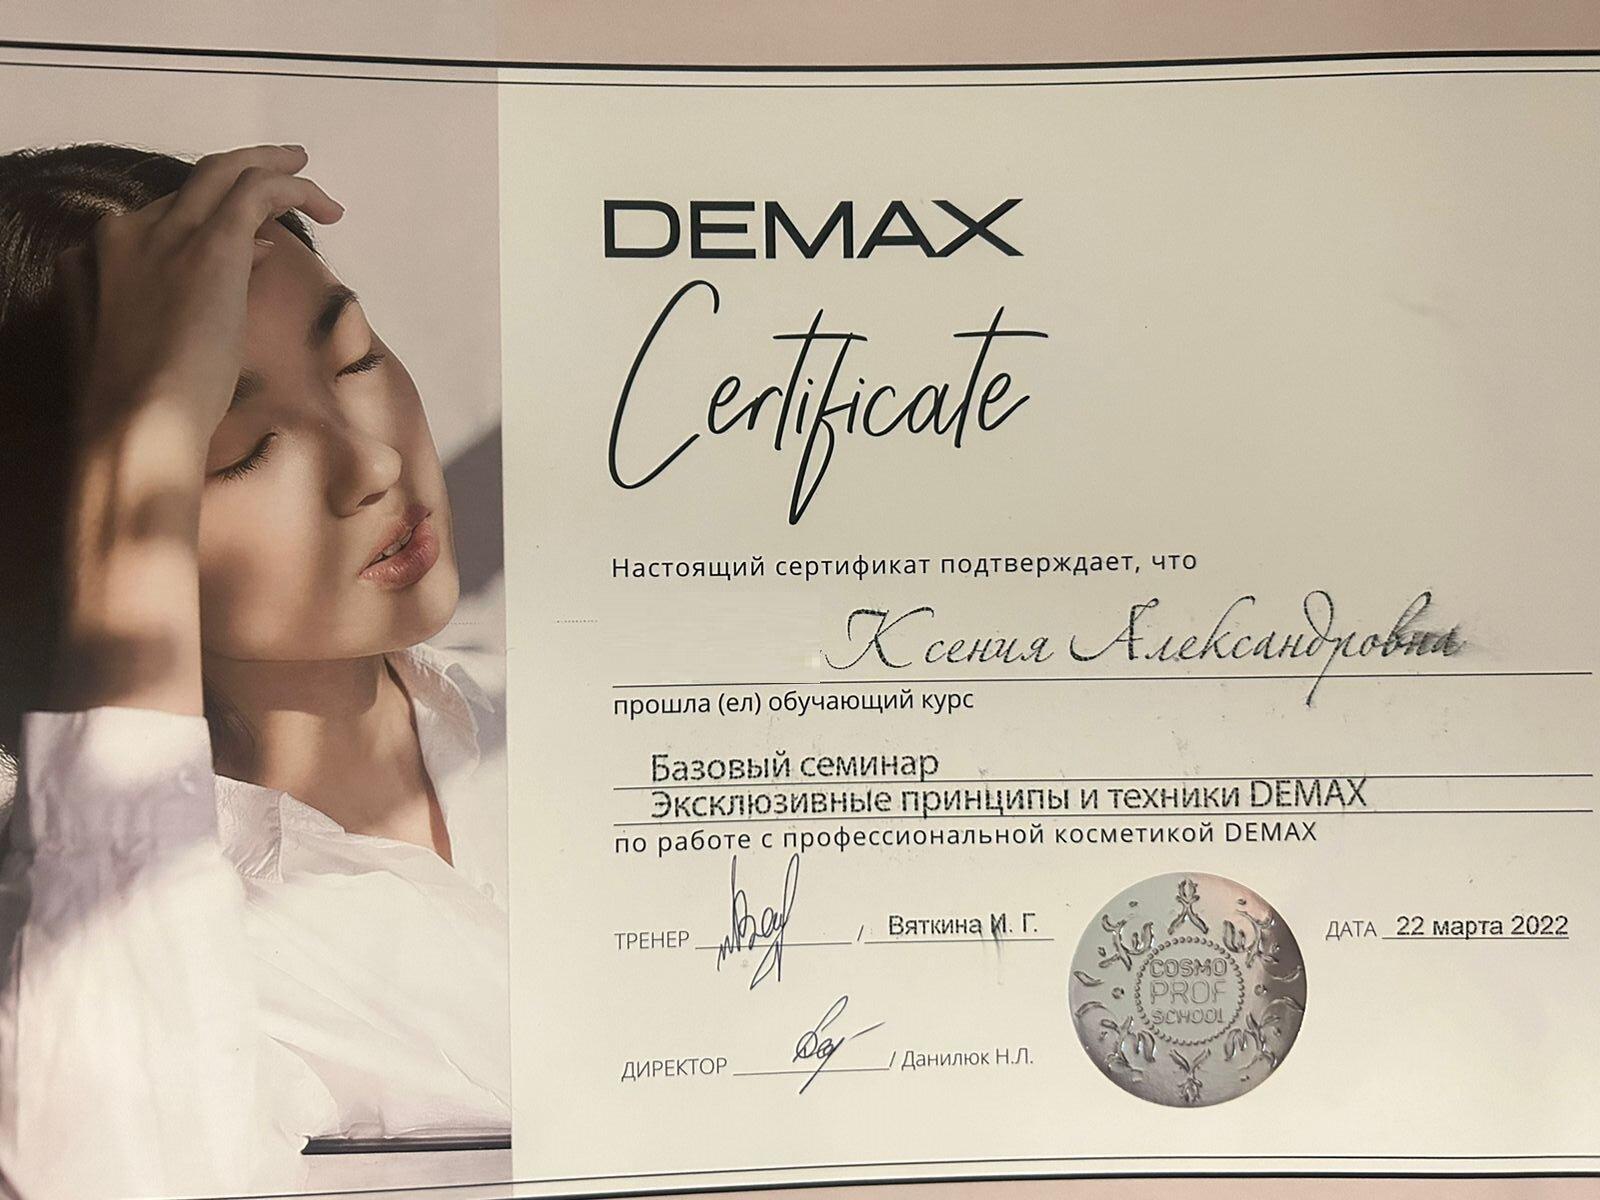 DEMAX
Certificate
Настоящий сертификат подтверждает, что
Ксения Александровна
прошла (ел) обучающий курс
Базовый семинар
Эксклюзивные принципы и техники DEMAX
по работе с профессиональной косметикой DEMAX
ТРЕНЕР / Вяткина И. Г.
ДАТА 22 марта 2022
COSMO
PROF
SCHOOL
ДИРЕКТОР / Данилюк Н.Л.